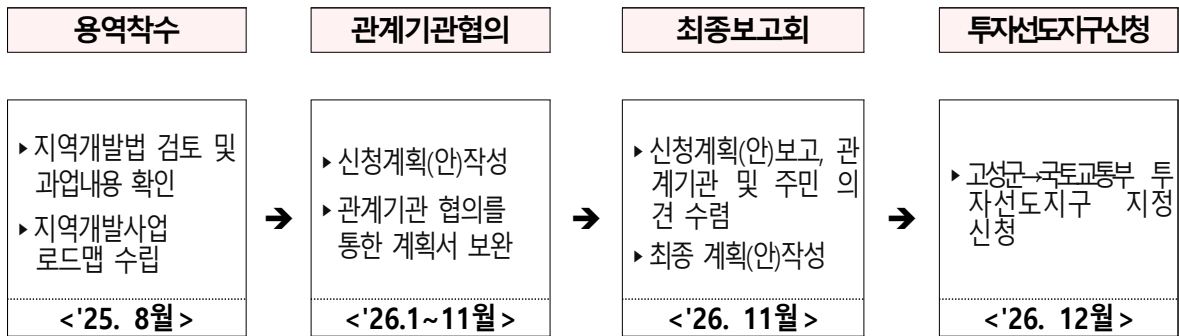 용역착수
관계기관협의
최종보고회
투자선도지구신청
▸지역개발법 검토 및
과업내용 확인
▸지역개발사업
로드맵 수립
<'25. 8월>
➔
▸신청계획(안)작성
▸관계기관 협의를
통한 계획서 보완
<'26.1~11월>
➔
▸신청계획(안)보고, 관
계기관 및 주민 의
견 수렴
▸최종 계획(안)작성
<'26. 11월>
➔
▸고성군→국토교통부 투
자선도지구 지정
신청
<'26. 12월>